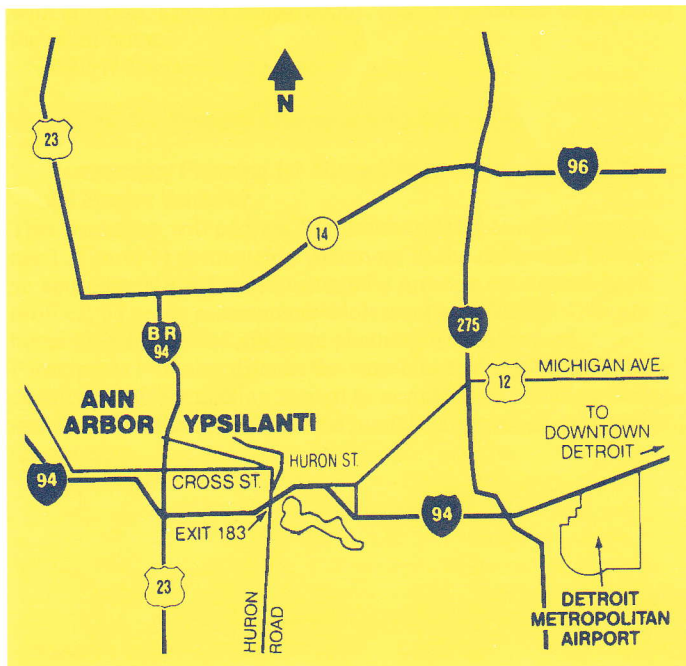 N
23
96
14
BR
94
275
MICHIGAN AVE.
12
ANN
ARBOR
YPSILANTI
TO
DOWNTOWN
DETROIT
HURON ST.
94
CROSS ST.
94
EXIT 183
23
HURON
ROAD
DETROIT
METROPOLITAN
AIRPORT